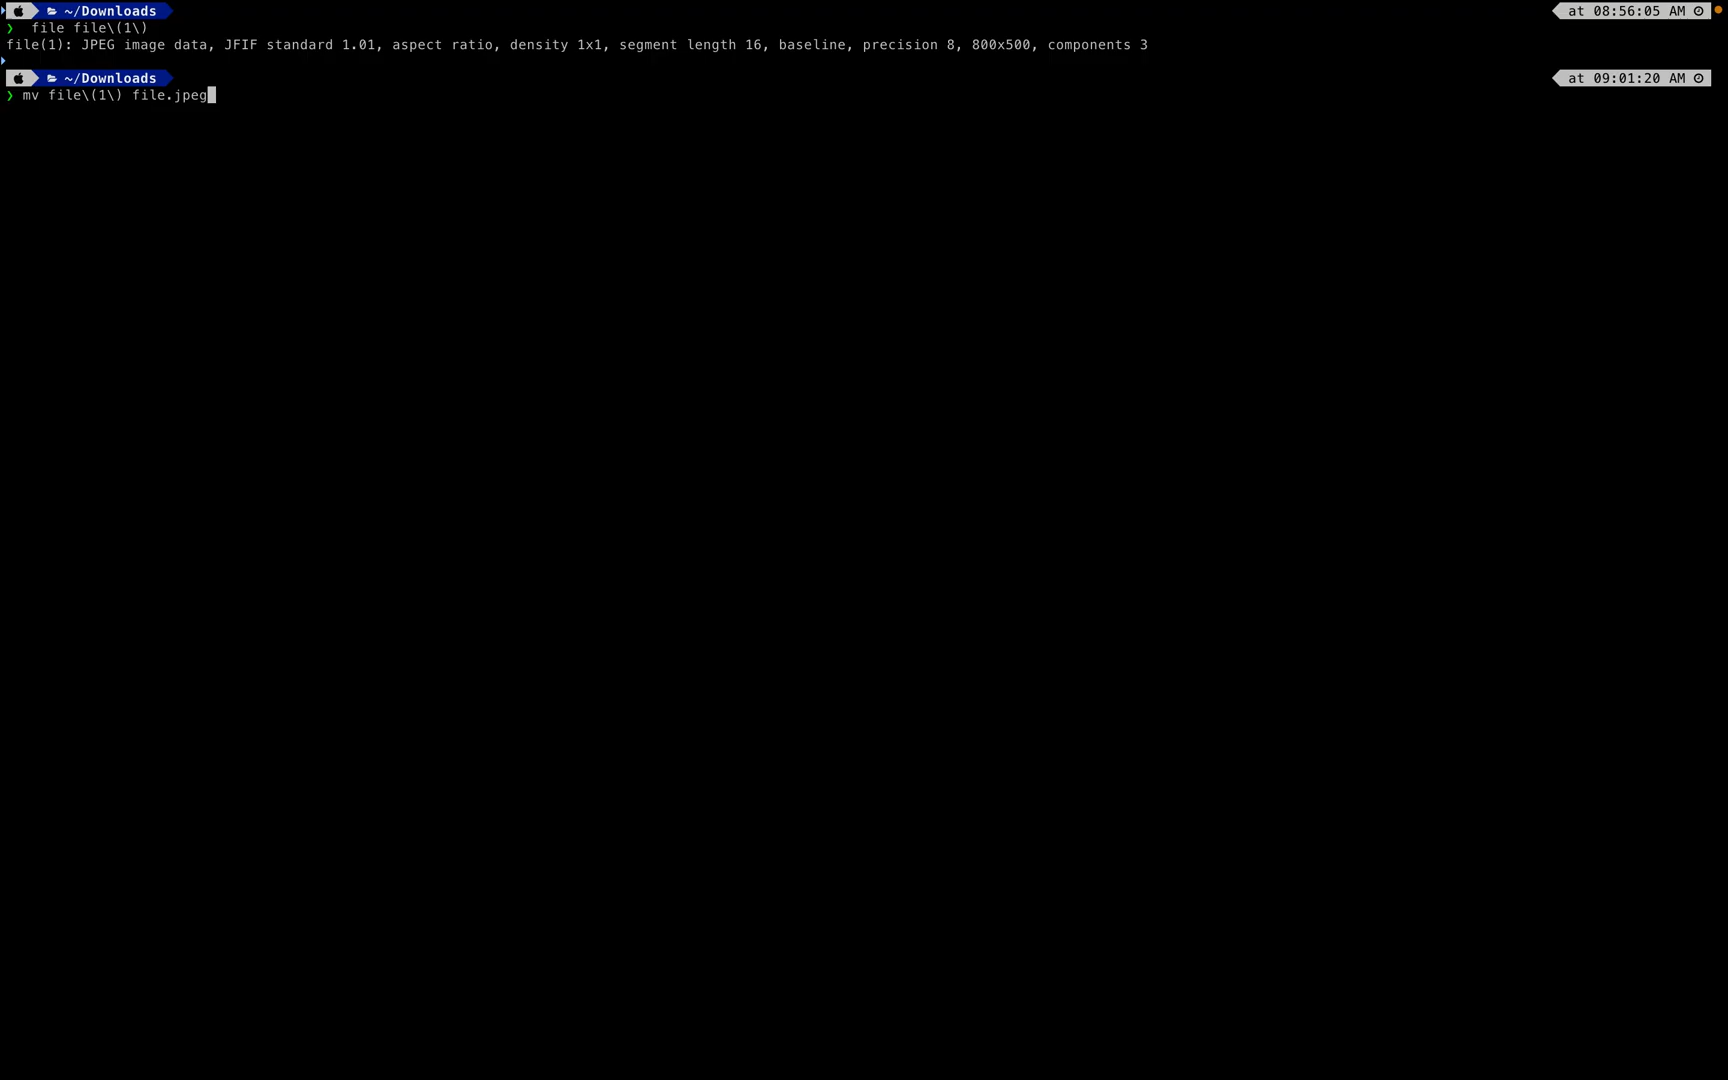 ~/Downloads at 08:56:05 AM
❯ file file\(1\)
file(1): JPEG image data, JFIF standard 1.01, aspect ratio, density 1x1, segment length 16, baseline, precision 8, 800x500, components 3
~/Downloads at 09:01:20 AM
❯ mv file\(1\) file.jpeg